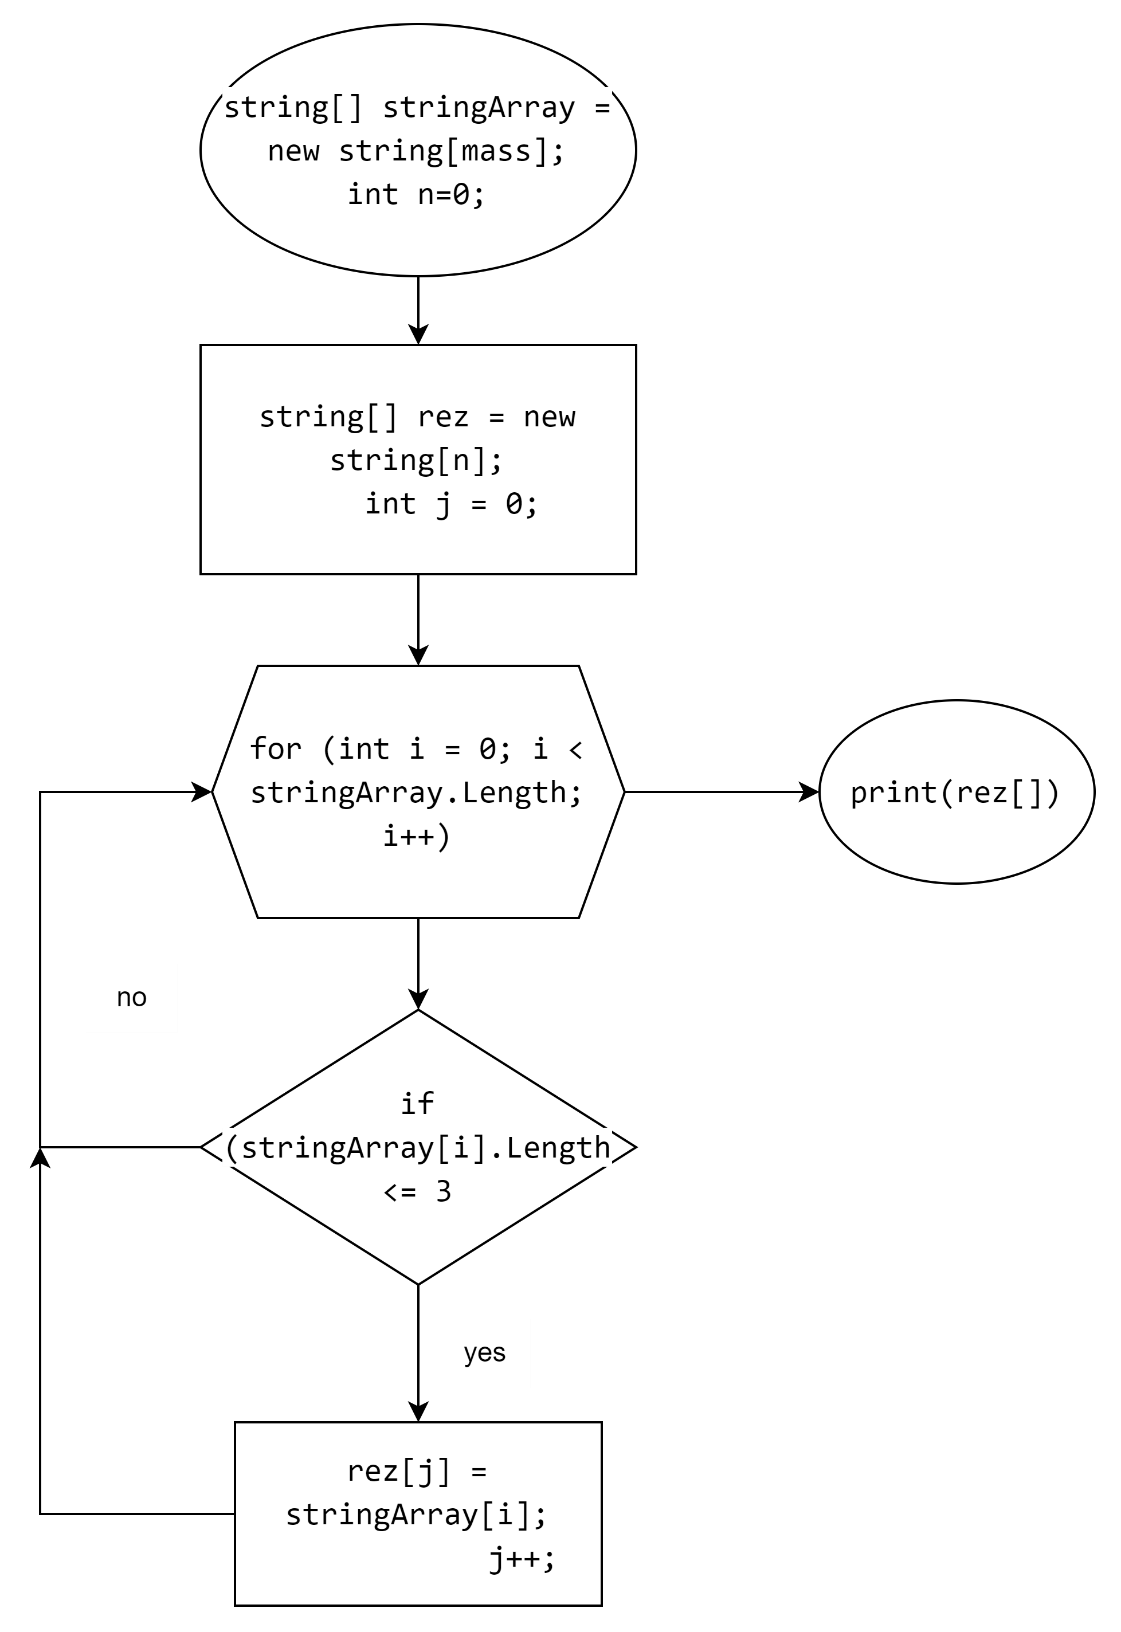 string[] stringArray =
new string[mass];
int n=0;
string[] rez = new
string[n];
int j = 0;
for (int i = 0; i <
stringArray.Length;
i++)
print(rez[])
no
if
(stringArray[i].Length
<= 3
yes
rez[j] =
stringArray[i];
j++;